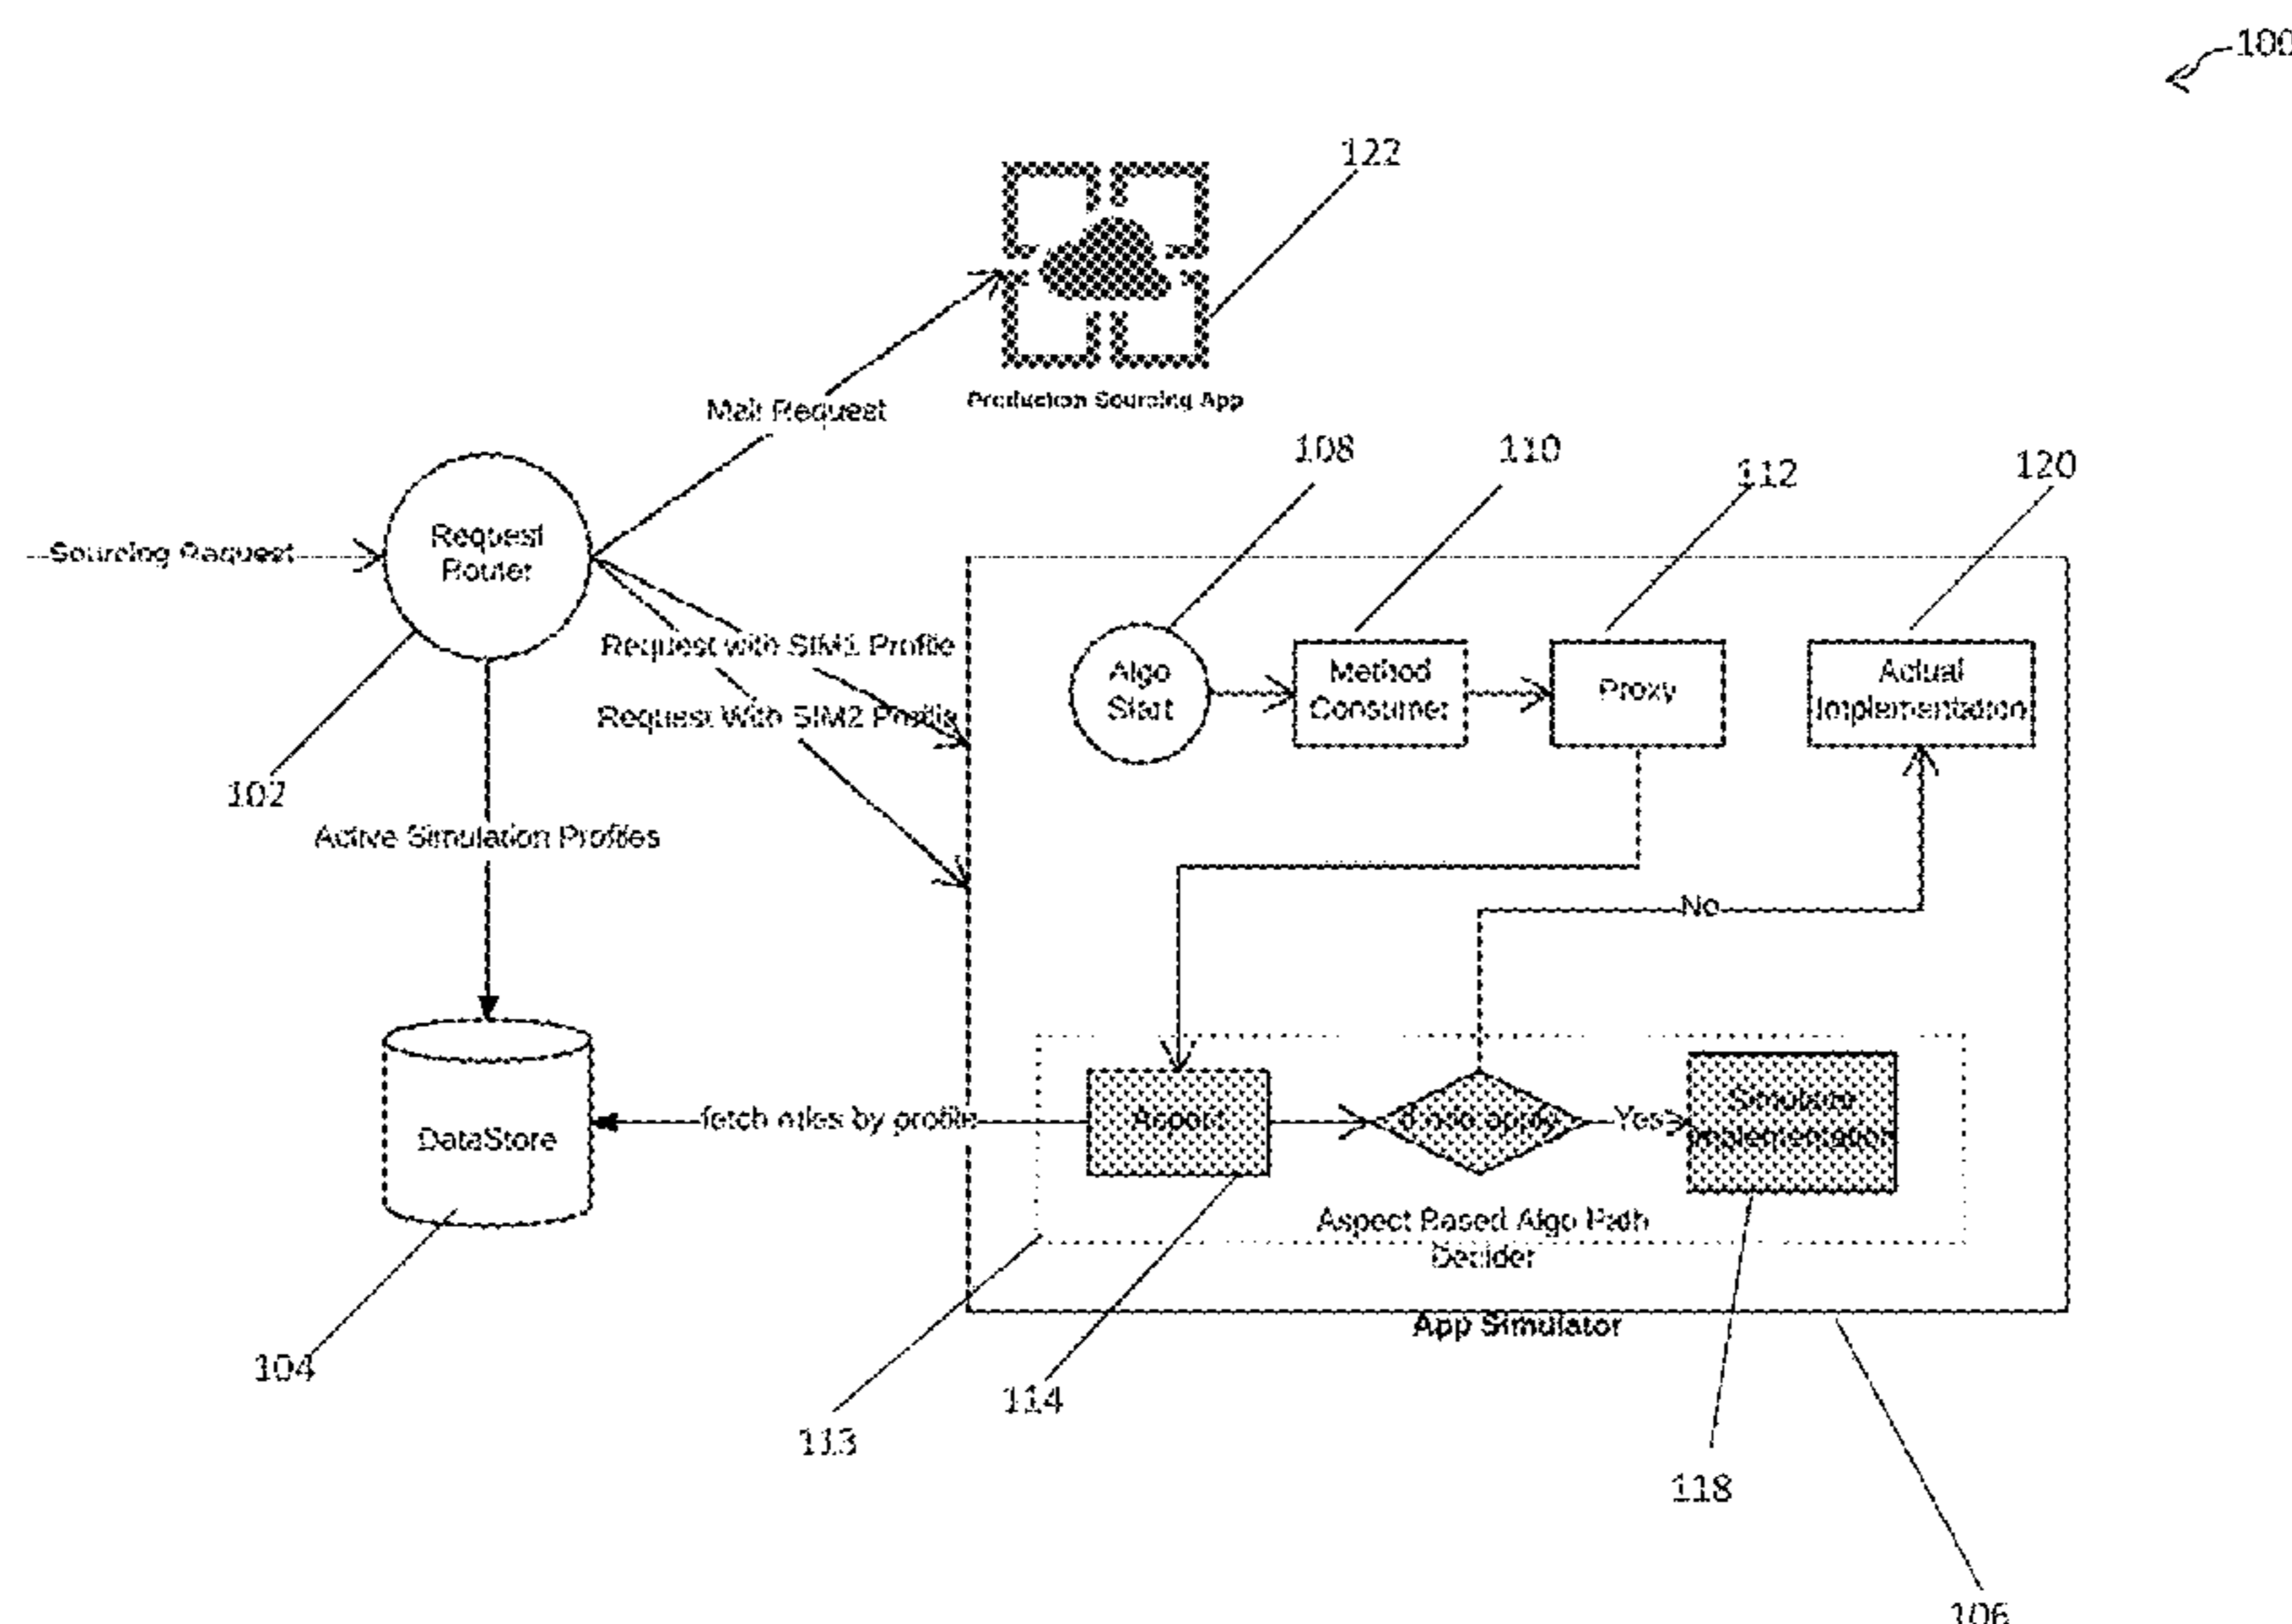 100
122
Production Sourcing App
Request
108
110
112
120
Sourcing Request
Request
Router
Request with SIM1 Profile
Request With SIM2 Profile
Algo
Start
Method
Consumer
Proxy
Actual
Implementation
102
Active Simulation Profiles
No
DataStore
fetch rules by profile
Aspect
Yes
Implementation
Aspect Based Algo Path
Decider
App Simulator
104
113
114
118
106